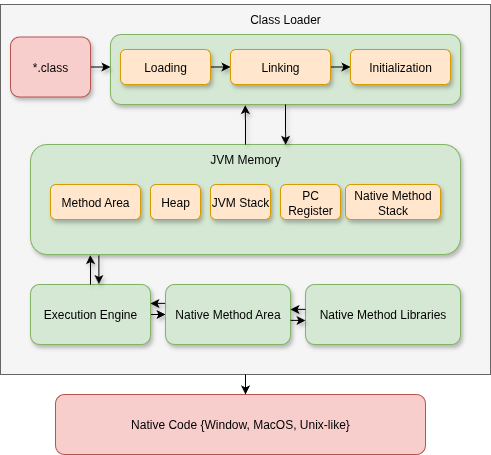 Class Loader
*.class
Loading
Linking
Initialization
JVM Memory
Method Area
Heap
JVM Stack
PC
Register
Native Method
Stack
Execution Engine
Native Method Area
Native Method Libraries
Native Code {Window, MacOS, Unix-like}